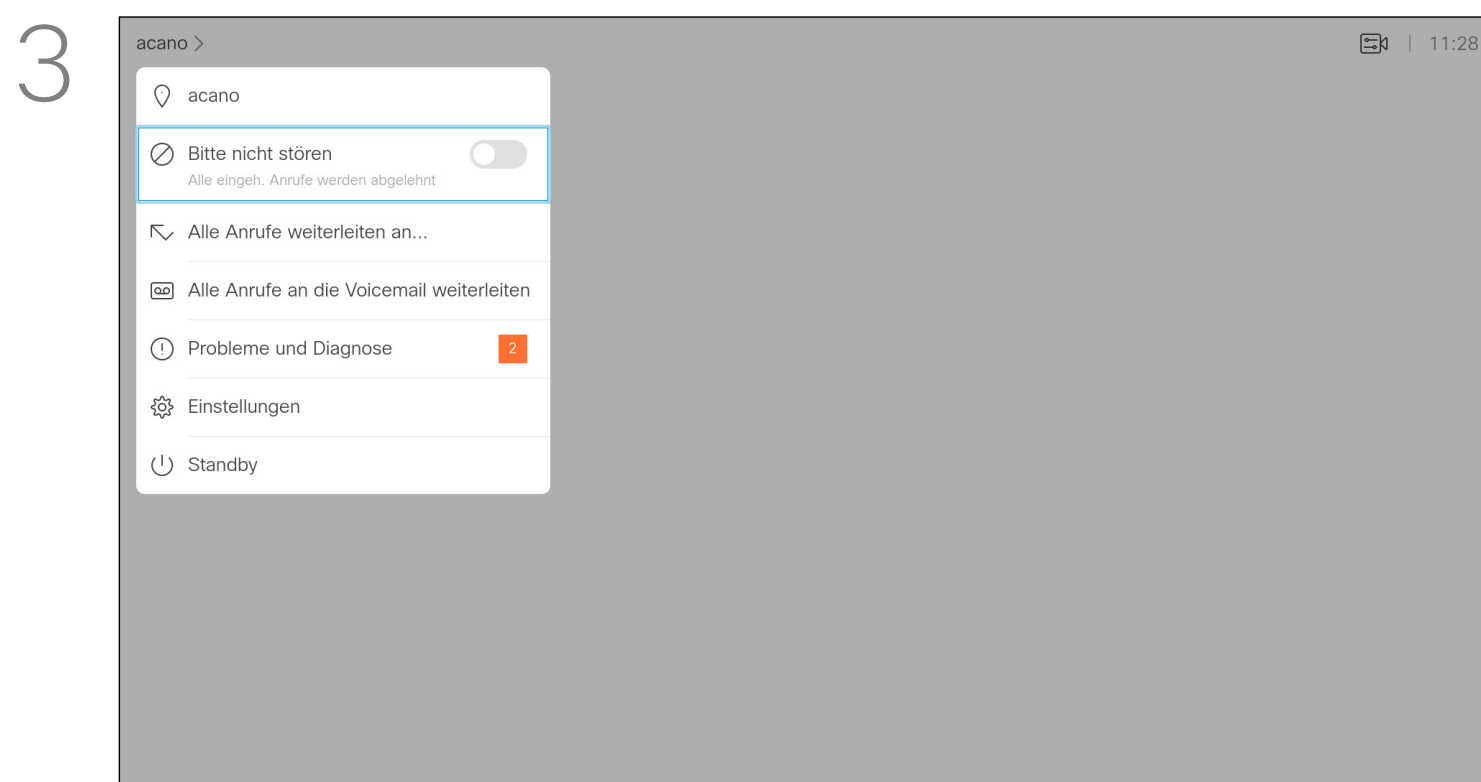 3
acano >
11:28
acano
Bitte nicht stören
Alle eingeh. Anrufe werden abgelehnt
Alle Anrufe weiterleiten an...
Alle Anrufe an die Voicemail weiterleiten
Probleme und Diagnose 2
Einstellungen
Standby